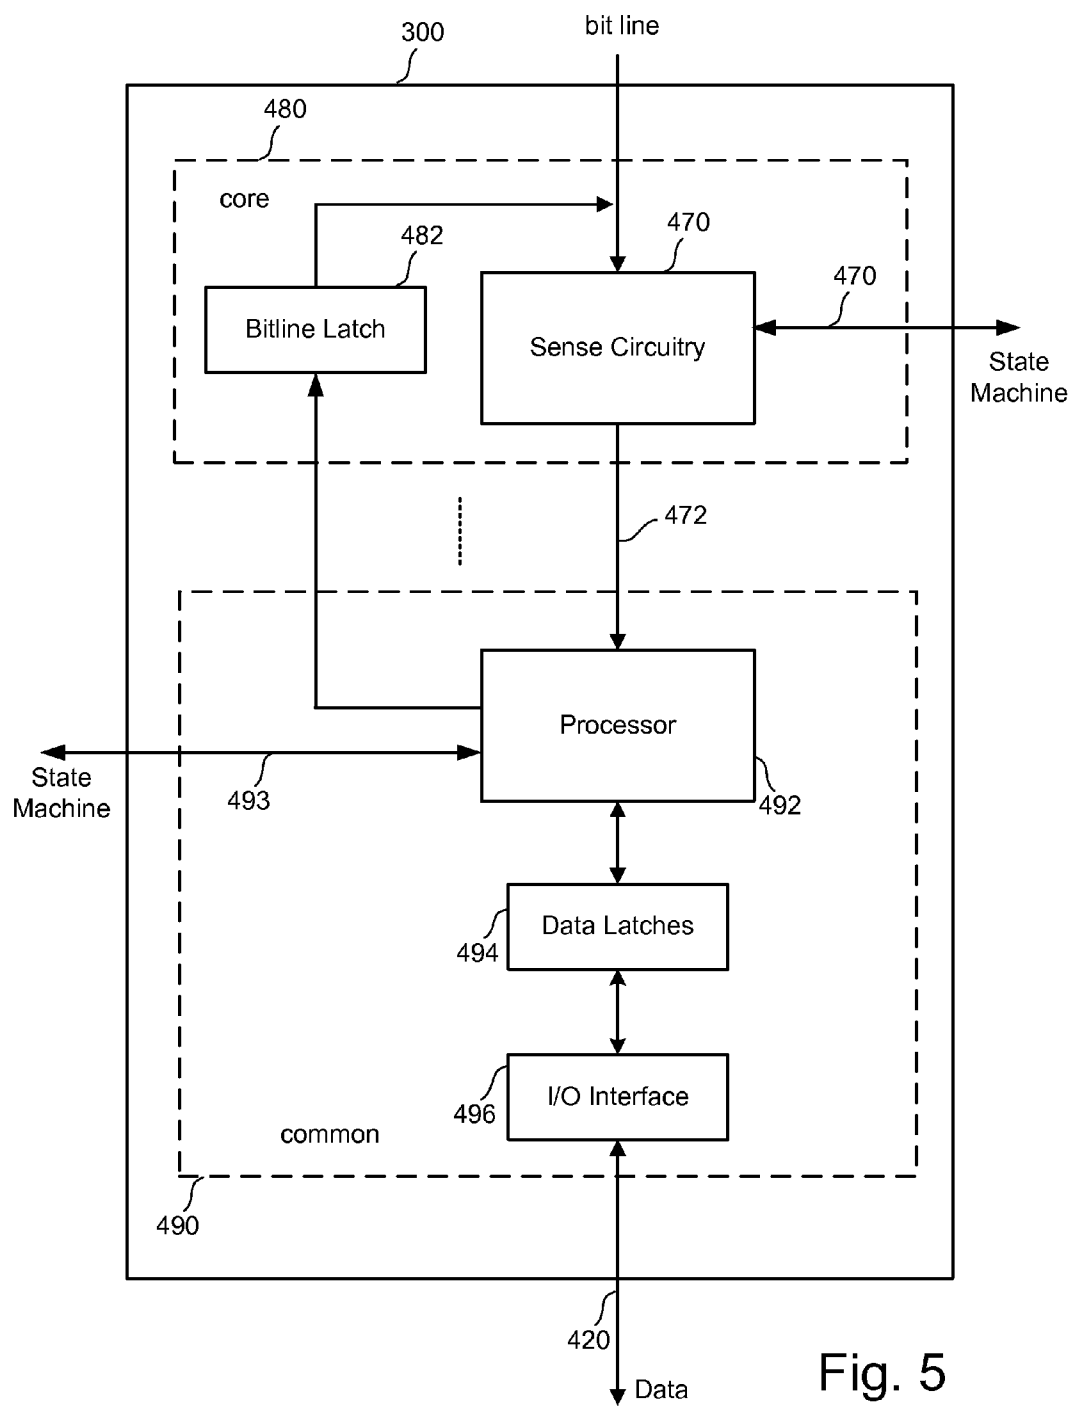 bit line
300
480
core
482
470
470
Bitline Latch
Sense Circuitry
State
Machine
472
Processor
State
Machine
493
492
Data Latches
494
I/O Interface
496
common
490
420
Data
Fig. 5